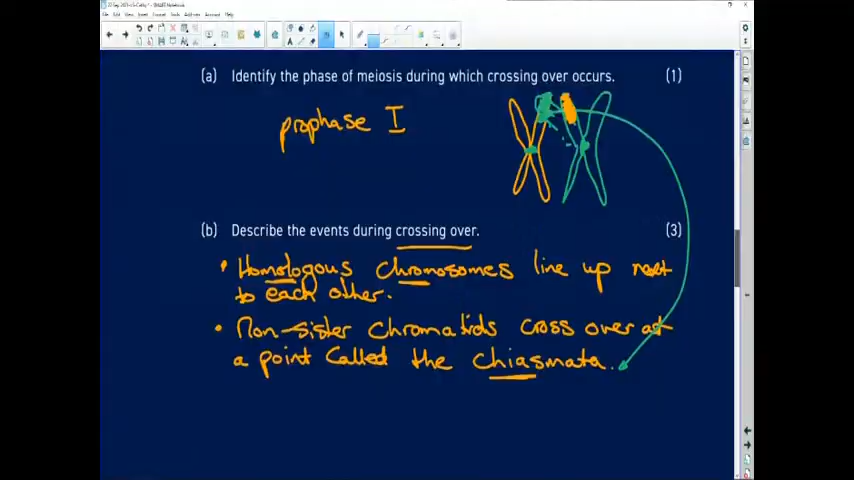 (a) Identify the phase of meiosis during which crossing over occurs. (1)
prophase I
(b) Describe the events during crossing over. (3)
• Homologous chromosomes line up next
to each other.
• Non-sister chromatids cross over at
a point called the chiasmata.